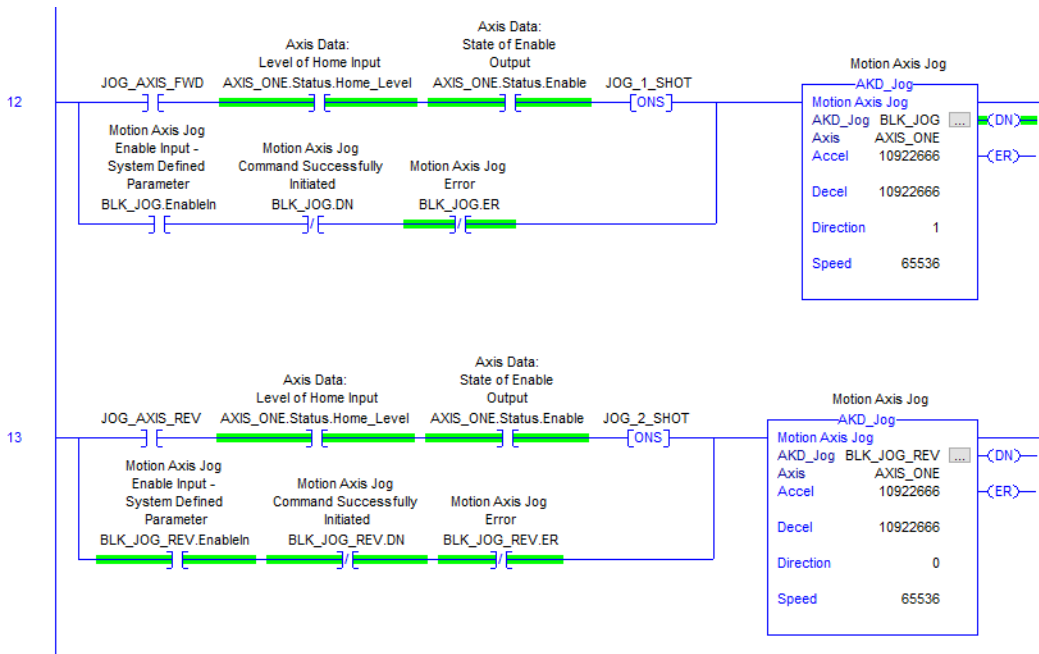 Axis Data:
State of Enable
Output
Axis Data:
Level of Home Input
JOG_AXIS_FWD AXIS_ONE.Status.Home_Level AXIS_ONE.Status.Enable JOG_1_SHOT
12
ONS
Motion Axis Jog
Enable Input -
System Defined
Parameter
BLK_JOG.EnableIn
Motion Axis Jog
Command Successfully
Initiated
BLK_JOG.DN
Motion Axis Jog
Error
BLK_JOG.ER
Motion Axis Jog
AKD_Jog
Motion Axis Jog
AKD_Jog BLK_JOG ...
Axis AXIS_ONE
Accel 10922666
Decel 10922666
Direction 1
Speed 65536
DN
ER
Axis Data:
State of Enable
Output
Axis Data:
Level of Home Input
JOG_AXIS_REV AXIS_ONE.Status.Home_Level AXIS_ONE.Status.Enable JOG_2_SHOT
13
ONS
Motion Axis Jog
Enable Input -
System Defined
Parameter
BLK_JOG_REV.EnableIn
Motion Axis Jog
Command Successfully
Initiated
BLK_JOG_REV.DN
Motion Axis Jog
Error
BLK_JOG_REV.ER
Motion Axis Jog
AKD_Jog
Motion Axis Jog
AKD_Jog BLK_JOG_REV ...
Axis AXIS_ONE
Accel 10922666
Decel 10922666
Direction 0
Speed 65536
DN
ER